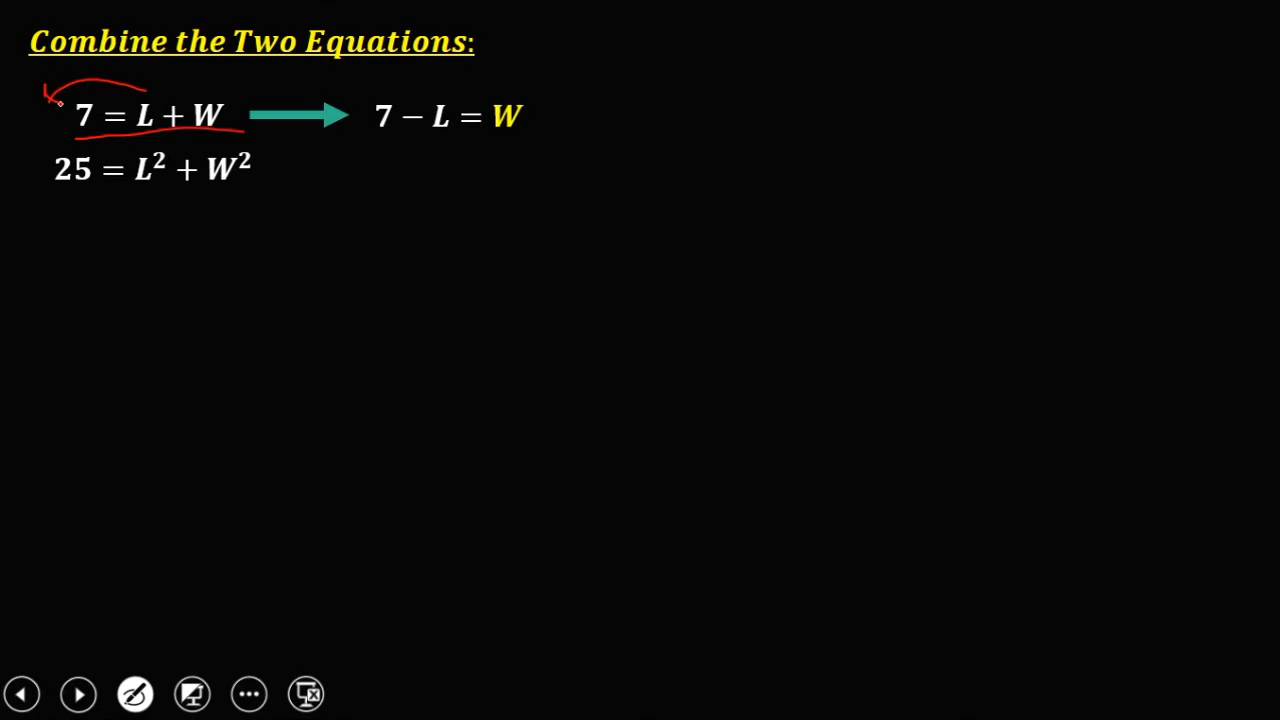 Combine the Two Equations:
7 = L + W 7 − L = W
25 = L² + W²